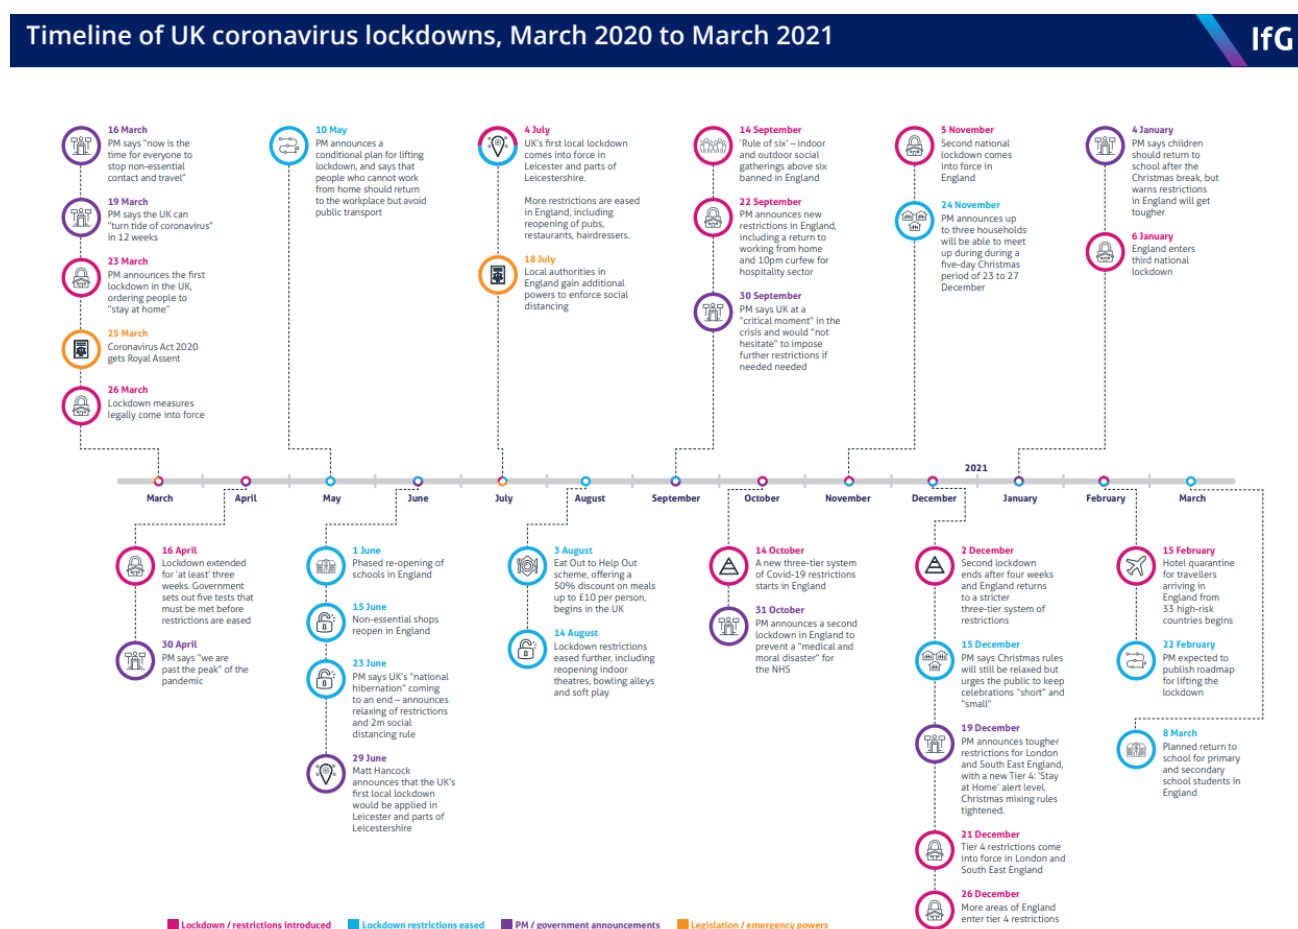 Timeline of UK coronavirus lockdowns, March 2020 to March 2021
IfG
16 March
PM says "now is the
time for everyone to
stop non-essential
contact and travel"
19 March
PM says the UK can
"turn tide of coronavirus"
in 12 weeks
23 March
PM announces the first
lockdown in the UK,
ordering people to
"stay at home"
25 March
Coronavirus Act 2020
gets Royal Assent
26 March
Lockdown measures
legally come into force
10 May
PM announces a
conditional plan for lifting
lockdown, and says that
people who cannot work
from home should return
to the workplace but avoid
public transport
4 July
UK's first local lockdown
comes into force in
Leicester and parts of
Leicestershire.
More restrictions are eased
in England, including
reopening of pubs,
restaurants, hairdressers.
18 July
Local authorities in
England gain additional
powers to enforce social
distancing
14 September
'Rule of six' – indoor
and outdoor social
gatherings above six
banned in England
22 September
PM announces new
restrictions in England,
including a return to
working from home
and 10pm curfew for
hospitality sector
30 September
PM says UK at a
"critical moment" in the
crisis and would "not
hesitate" to impose
further restrictions if
needed needed
5 November
Second national
lockdown comes
into force in
England
24 November
PM announces up
to three households
will be able to meet
up during during a
five-day Christmas
period of 23 to 27
December
4 January
PM says children
should return to
school after the
Christmas break, but
warns restrictions
in England will get
tougher
6 January
England enters
third national
lockdown
2021
March April May June July August September October November December January February March
16 April
Lockdown extended
for 'at least' three
weeks. Government
sets out five tests that
must be met before
restrictions are eased
30 April
PM says "we are
past the peak" of the
pandemic
1 June
Phased re-opening of
schools in England
15 June
Non-essential shops
reopen in England
23 June
PM says UK's "national
hibernation" coming
to an end – announces
relaxing of restrictions
and 2m social
distancing rule
29 June
Matt Hancock
announces that the UK's
first local lockdown
would be applied in
Leicester and parts of
Leicestershire
3 August
Eat Out to Help Out
scheme, offering a
50% discount on meals
up to £10 per person,
begins in the UK
14 August
Lockdown restrictions
eased further, including
reopening indoor
theatres, bowling alleys
and soft play
14 October
A new three-tier system
of Covid-19 restrictions
starts in England
31 October
PM announces a second
lockdown in England to
prevent a "medical and
moral disaster" for
the NHS
2 December
Second lockdown
ends after four weeks
and England returns
to a stricter
three-tier system of
restrictions
15 December
PM says Christmas rules
will still be relaxed but
urges the public to keep
celebrations "short" and
"small"
19 December
PM announces tougher
restrictions for London
and South East England,
with a new Tier 4: 'Stay
at Home' alert level.
Christmas mixing rules
tightened.
21 December
Tier 4 restrictions come
into force in London and
South East England
26 December
More areas of England
enter tier 4 restrictions
15 February
Hotel quarantine
for travellers
arriving in
England from
33 high-risk
countries begins
22 February
PM expected to
publish roadmap
for lifting the
lockdown
8 March
Planned return to
school for primary
and secondary
school students in
England
Lockdown / restrictions introduced Lockdown restrictions eased PM / government announcements Legislation / emergency powers